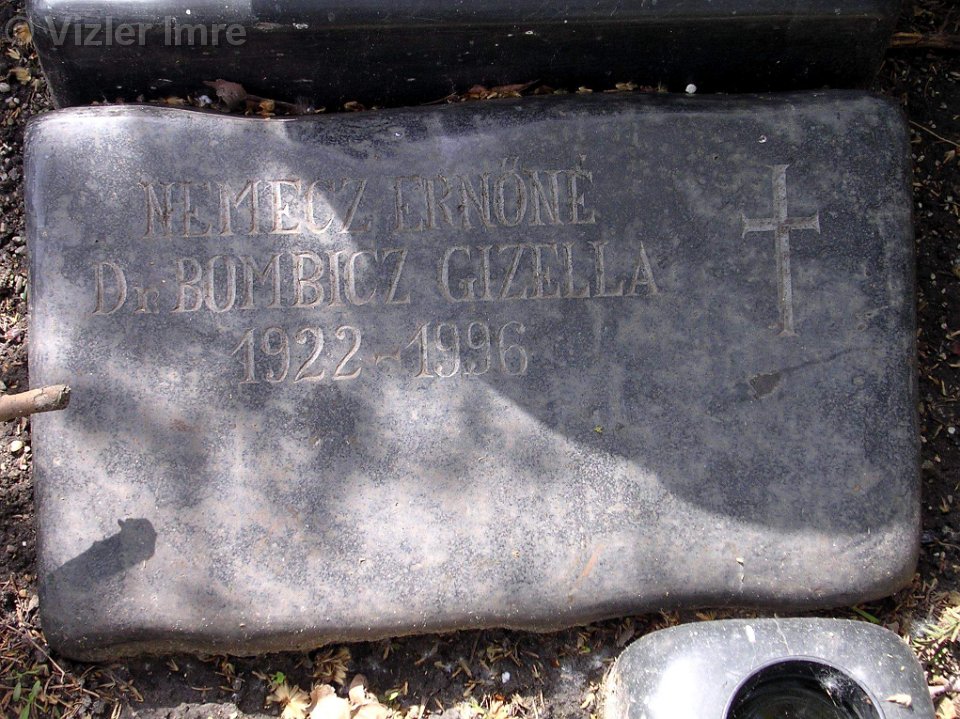 © Vizler Imre
NEMECZ ERNŐNÉ
Dr BOMBICZ GIZELLA
1922-1996